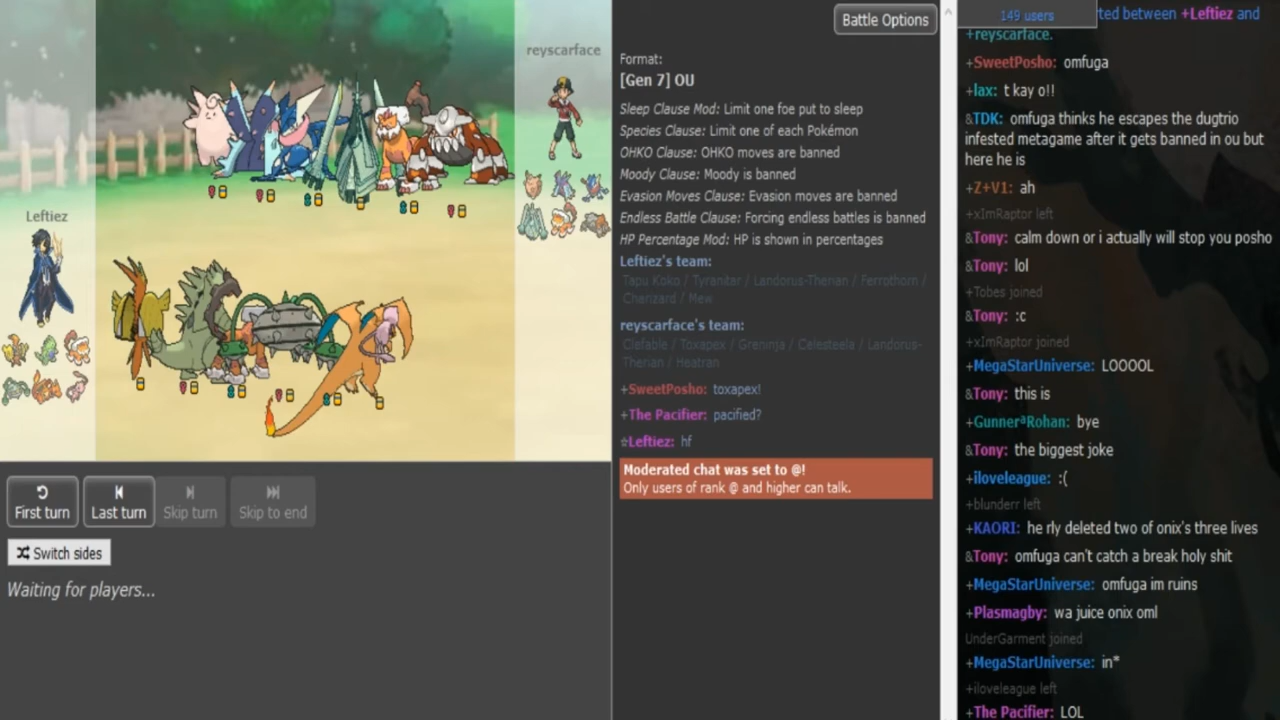 reyscarface
Leftiez
First turn
Last turn
Skip turn
Skip to end
Switch sides
Waiting for players...
Battle Options
Format:
[Gen 7] OU
Sleep Clause Mod: Limit one foe put to sleep
Species Clause: Limit one of each Pokémon
OHKO Clause: OHKO moves are banned
Moody Clause: Moody is banned
Evasion Moves Clause: Evasion moves are banned
Endless Battle Clause: Forcing endless battles is banned
HP Percentage Mod: HP is shown in percentages
Leftiez's team:
Tapu Koko / Tyranitar / Landorus-Therian / Ferrothorn /
Charizard / Mew
reyscarface's team:
Clefable / Toxapex / Greninja / Celesteela / Landorus-
Therian / Heatran
+SweetPosho: toxapex!
+The Pacifier: pacified?
☆Leftiez: hf
Moderated chat was set to @!
Only users of rank @ and higher can talk.
149 users
ted between +Leftiez and
+reyscarface.
+SweetPosho: omfuga
+lax: t kay o!!
&TDK: omfuga thinks he escapes the dugtrio
infested metagame after it gets banned in ou but
here he is
+Z+V1: ah
+xImRaptor left
&Tony: calm down or i actually will stop you posho
&Tony: lol
+Tobes joined
&Tony: :c
+xImRaptor joined
+MegaStarUniverse: LOOOOL
&Tony: this is
+GunnerªRohan: bye
&Tony: the biggest joke
+iloveleague: :(
+blunderr left
+KAORI: he rly deleted two of onix's three lives
&Tony: omfuga can't catch a break holy shit
+MegaStarUniverse: omfuga im ruins
+Plasmagby: wa juice onix oml
UnderGarment joined
+MegaStarUniverse: in*
+iloveleague left
+The Pacifier: LOL